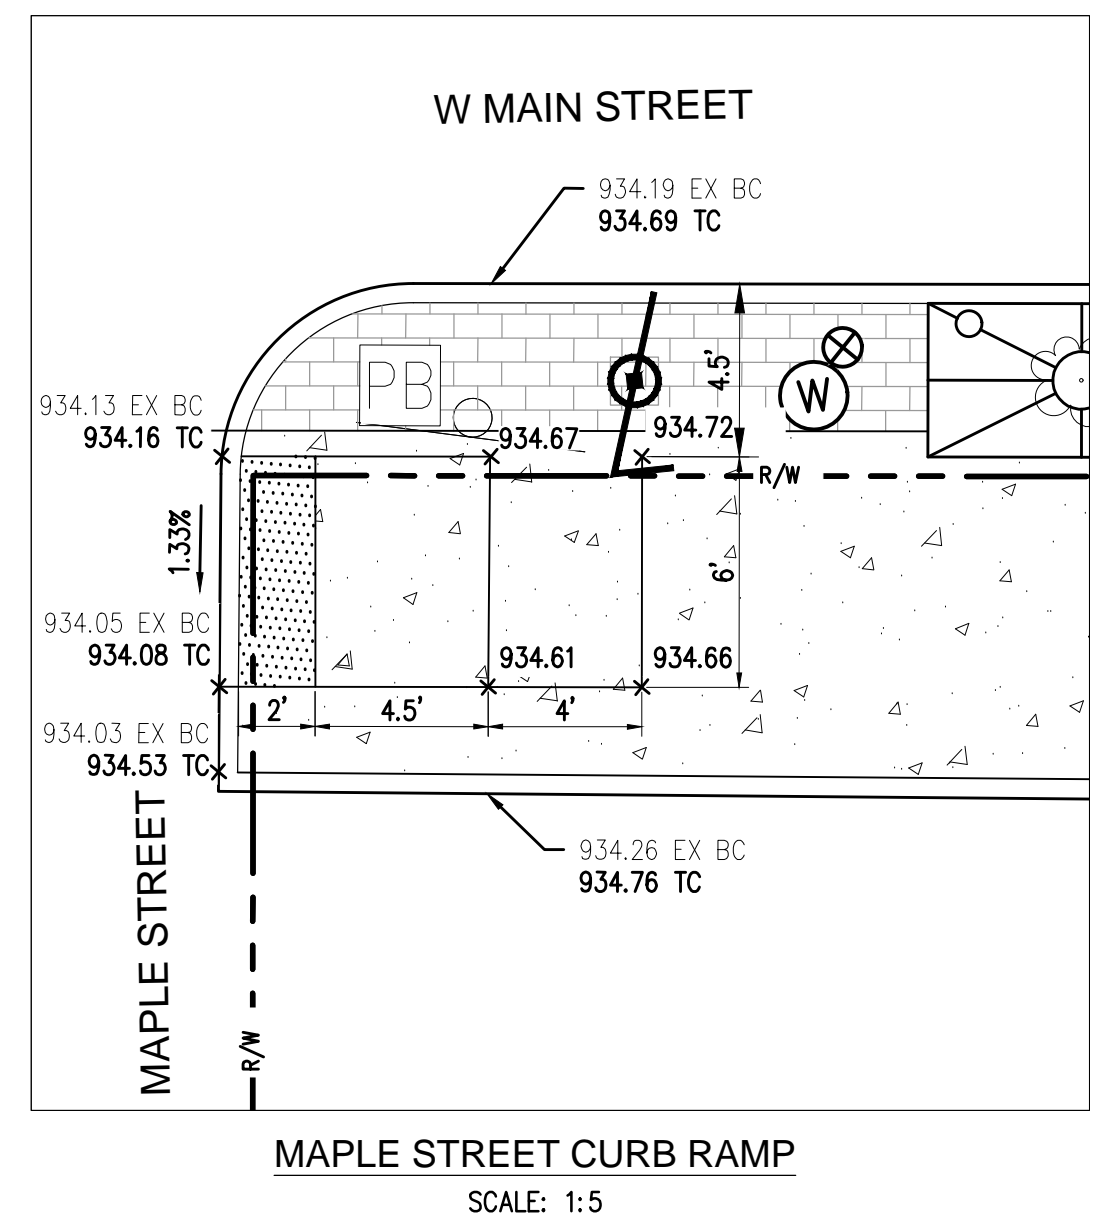 W MAIN STREET
934.19 EX BC
934.69 TC
4.5'
PB
W
934.13 EX BC
934.16 TC
934.67
934.72
R/W
1.33%
6'
934.05 EX BC
934.08 TC
934.61
934.66
2'
4.5'
4'
934.03 EX BC
934.53 TC
MAPLE STREET
934.26 EX BC
934.76 TC
R/W
MAPLE STREET CURB RAMP
SCALE: 1:5